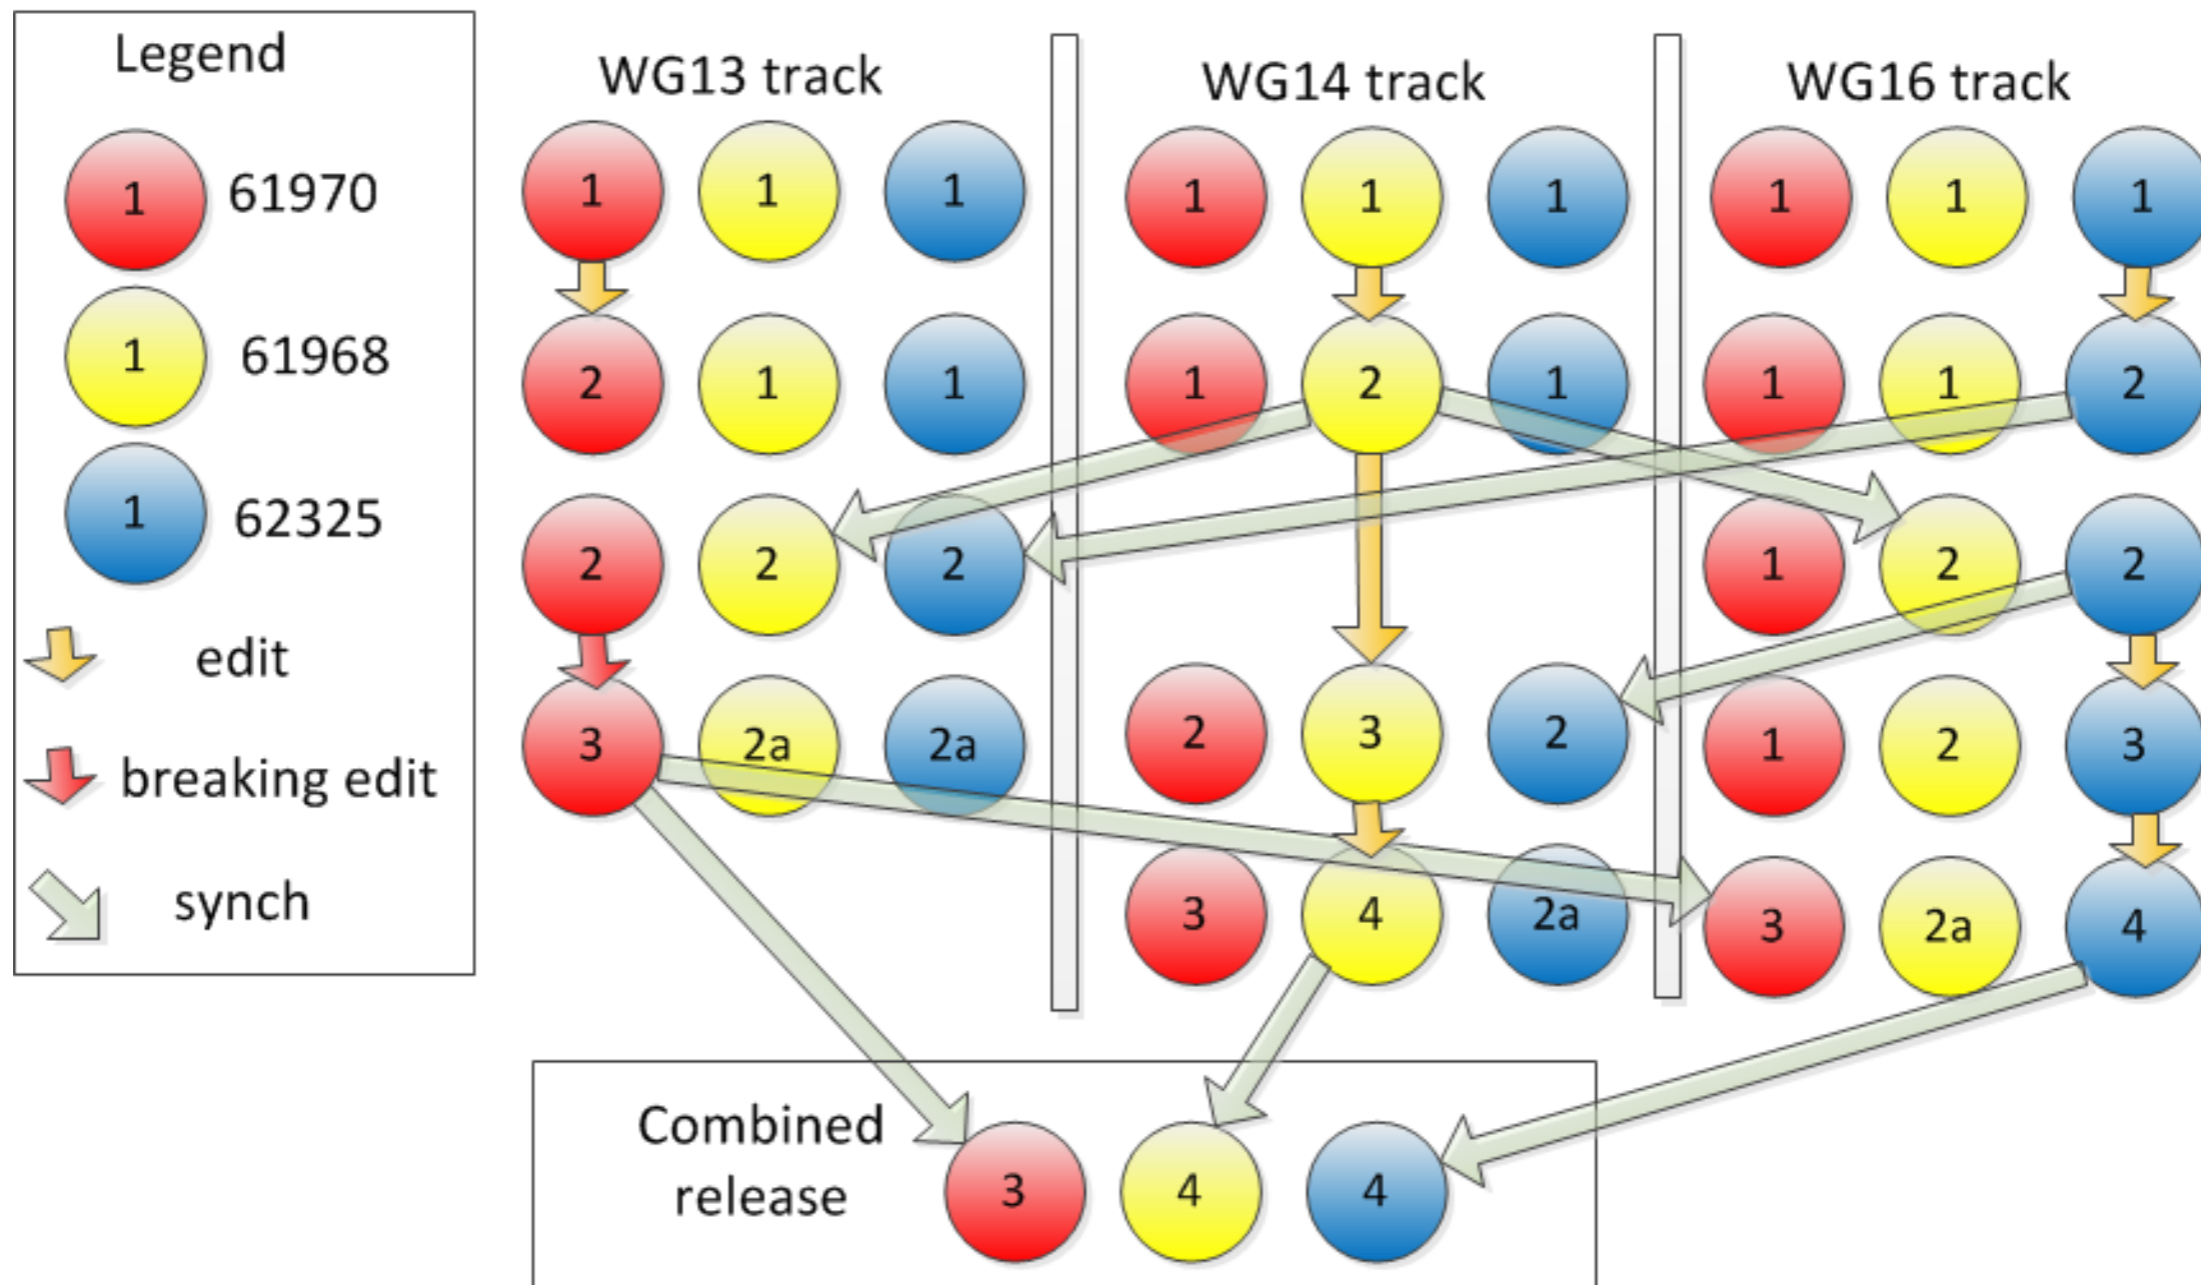 Legend
1 61970
1 61968
1 62325
edit
breaking edit
synch
WG13 track
1 1 1
2 1 1
2 2 2
3 2a 2a
WG14 track
1 1 1
1 2 1
2 3 2
3 4 2a
WG16 track
1 1 1
1 1 2
1 2 2
1 2 3
3 2a 4
Combined
release
3 4 4